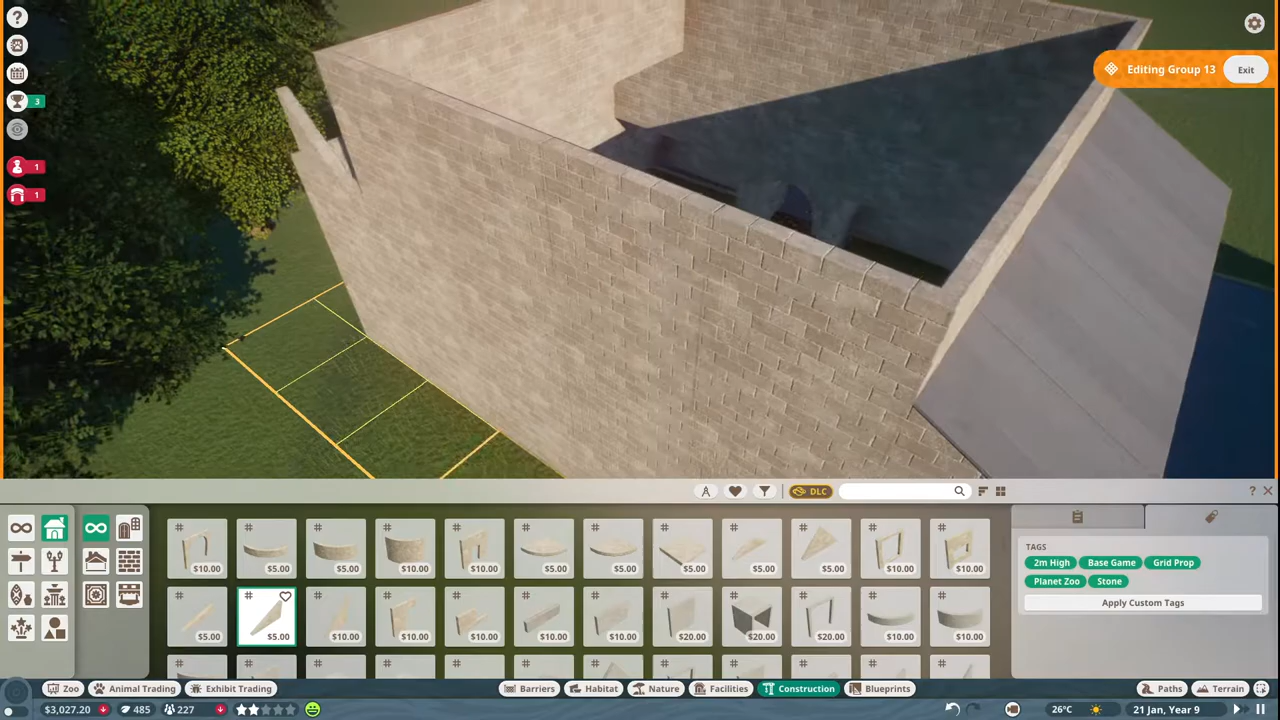 3
Editing Group 13
Exit
1
1
DLC
?
$10.00
$5.00
$5.00
$10.00
$10.00
$5.00
$5.00
$5.00
$5.00
$5.00
$10.00
$10.00
$5.00
$5.00
$10.00
$10.00
$10.00
$10.00
$10.00
$20.00
$20.00
$20.00
$10.00
$10.00
TAGS
2m High
Base Game
Grid Prop
Planet Zoo
Stone
Apply Custom Tags
Zoo
Animal Trading
Exhibit Trading
Barriers
Habitat
Nature
Facilities
Construction
Blueprints
Paths
Terrain
$3,027.20
485
227
26°C
21 Jan, Year 9